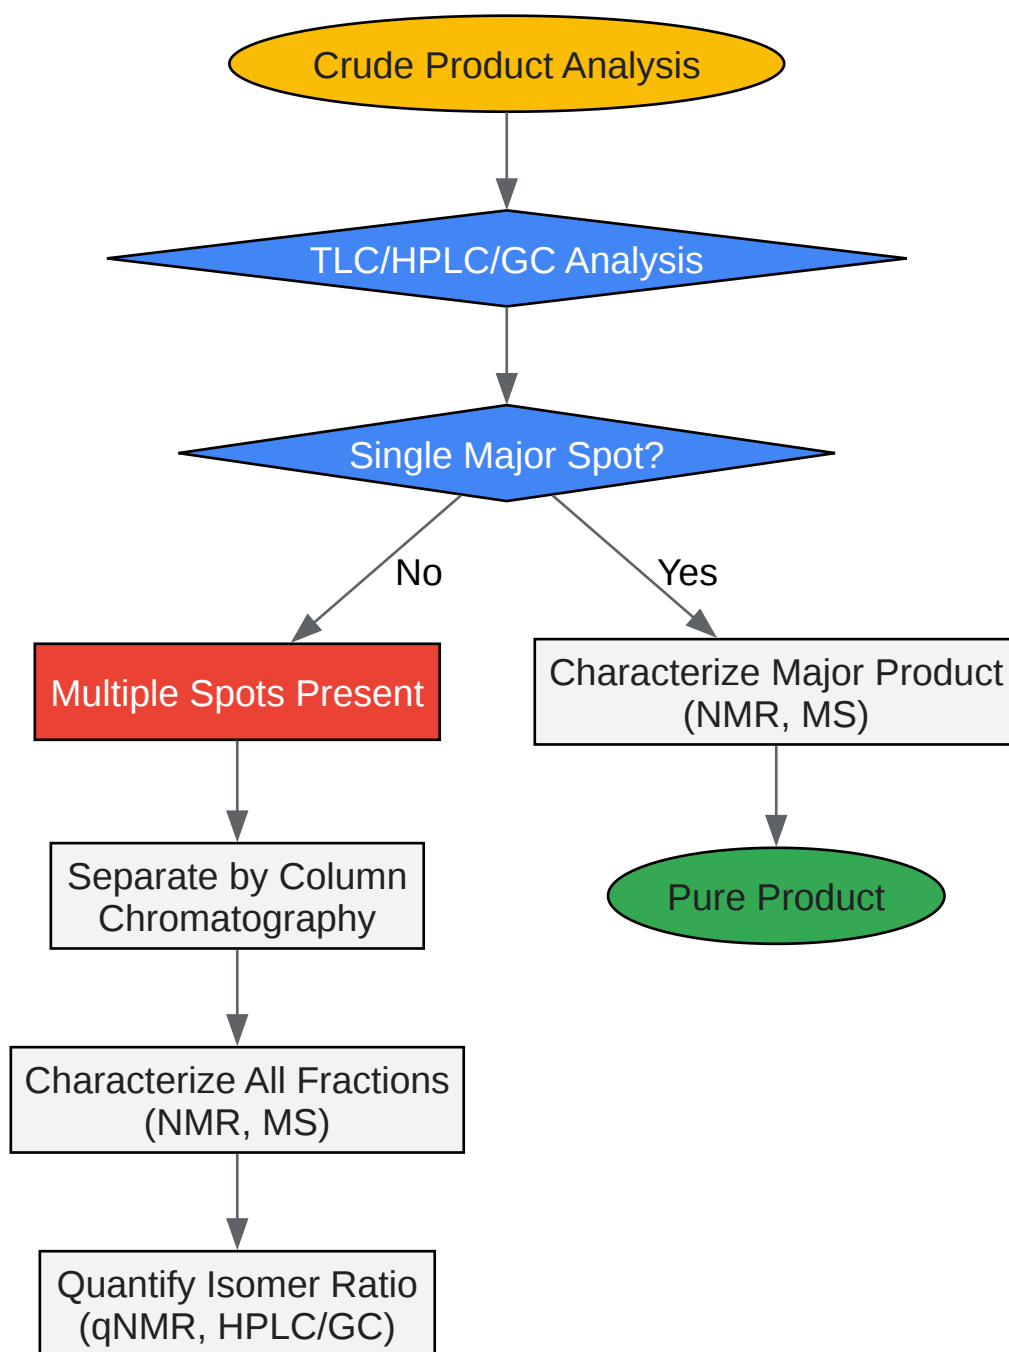 Crude Product Analysis
TLC/HPLC/GC Analysis
Single Major Spot?
No
Yes
Multiple Spots Present
Characterize Major Product
(NMR, MS)
Separate by Column
Chromatography
Pure Product
Characterize All Fractions
(NMR, MS)
Quantify Isomer Ratio
(qNMR, HPLC/GC)